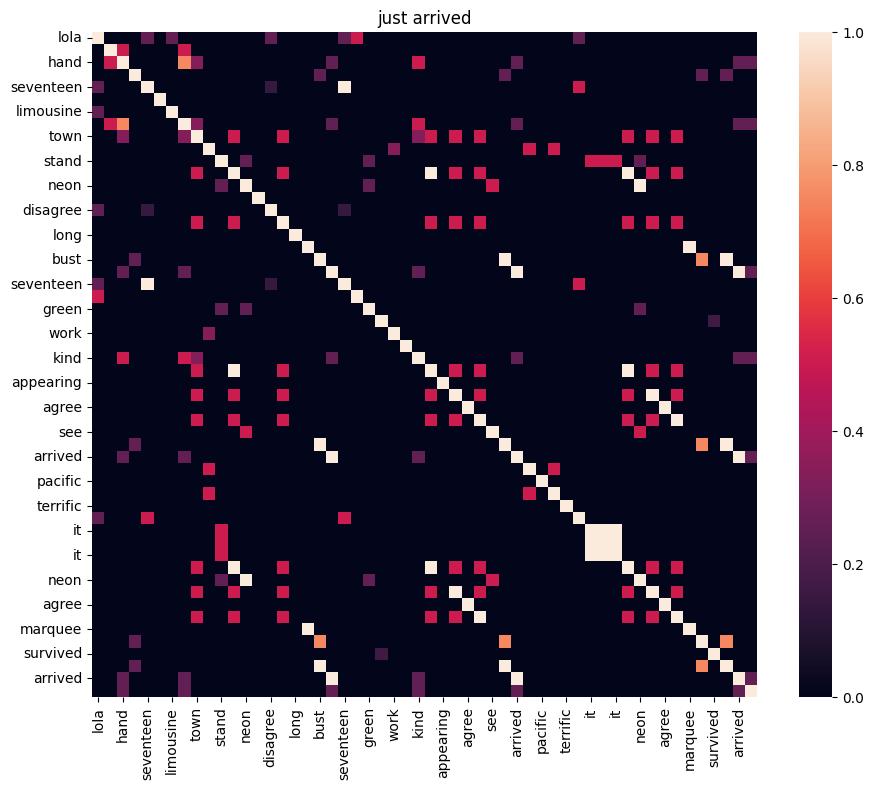 just arrived
lola
hand
seventeen
limousine
town
stand
neon
disagree
long
bust
seventeen
green
work
kind
appearing
agree
see
arrived
pacific
terrific
it
it
neon
agree
marquee
survived
arrived
lola
hand
seventeen
limousine
town
stand
neon
disagree
long
bust
seventeen
green
work
kind
appearing
agree
see
arrived
pacific
terrific
it
it
neon
agree
marquee
survived
arrived
1.0
0.8
0.6
0.4
0.2
0.0